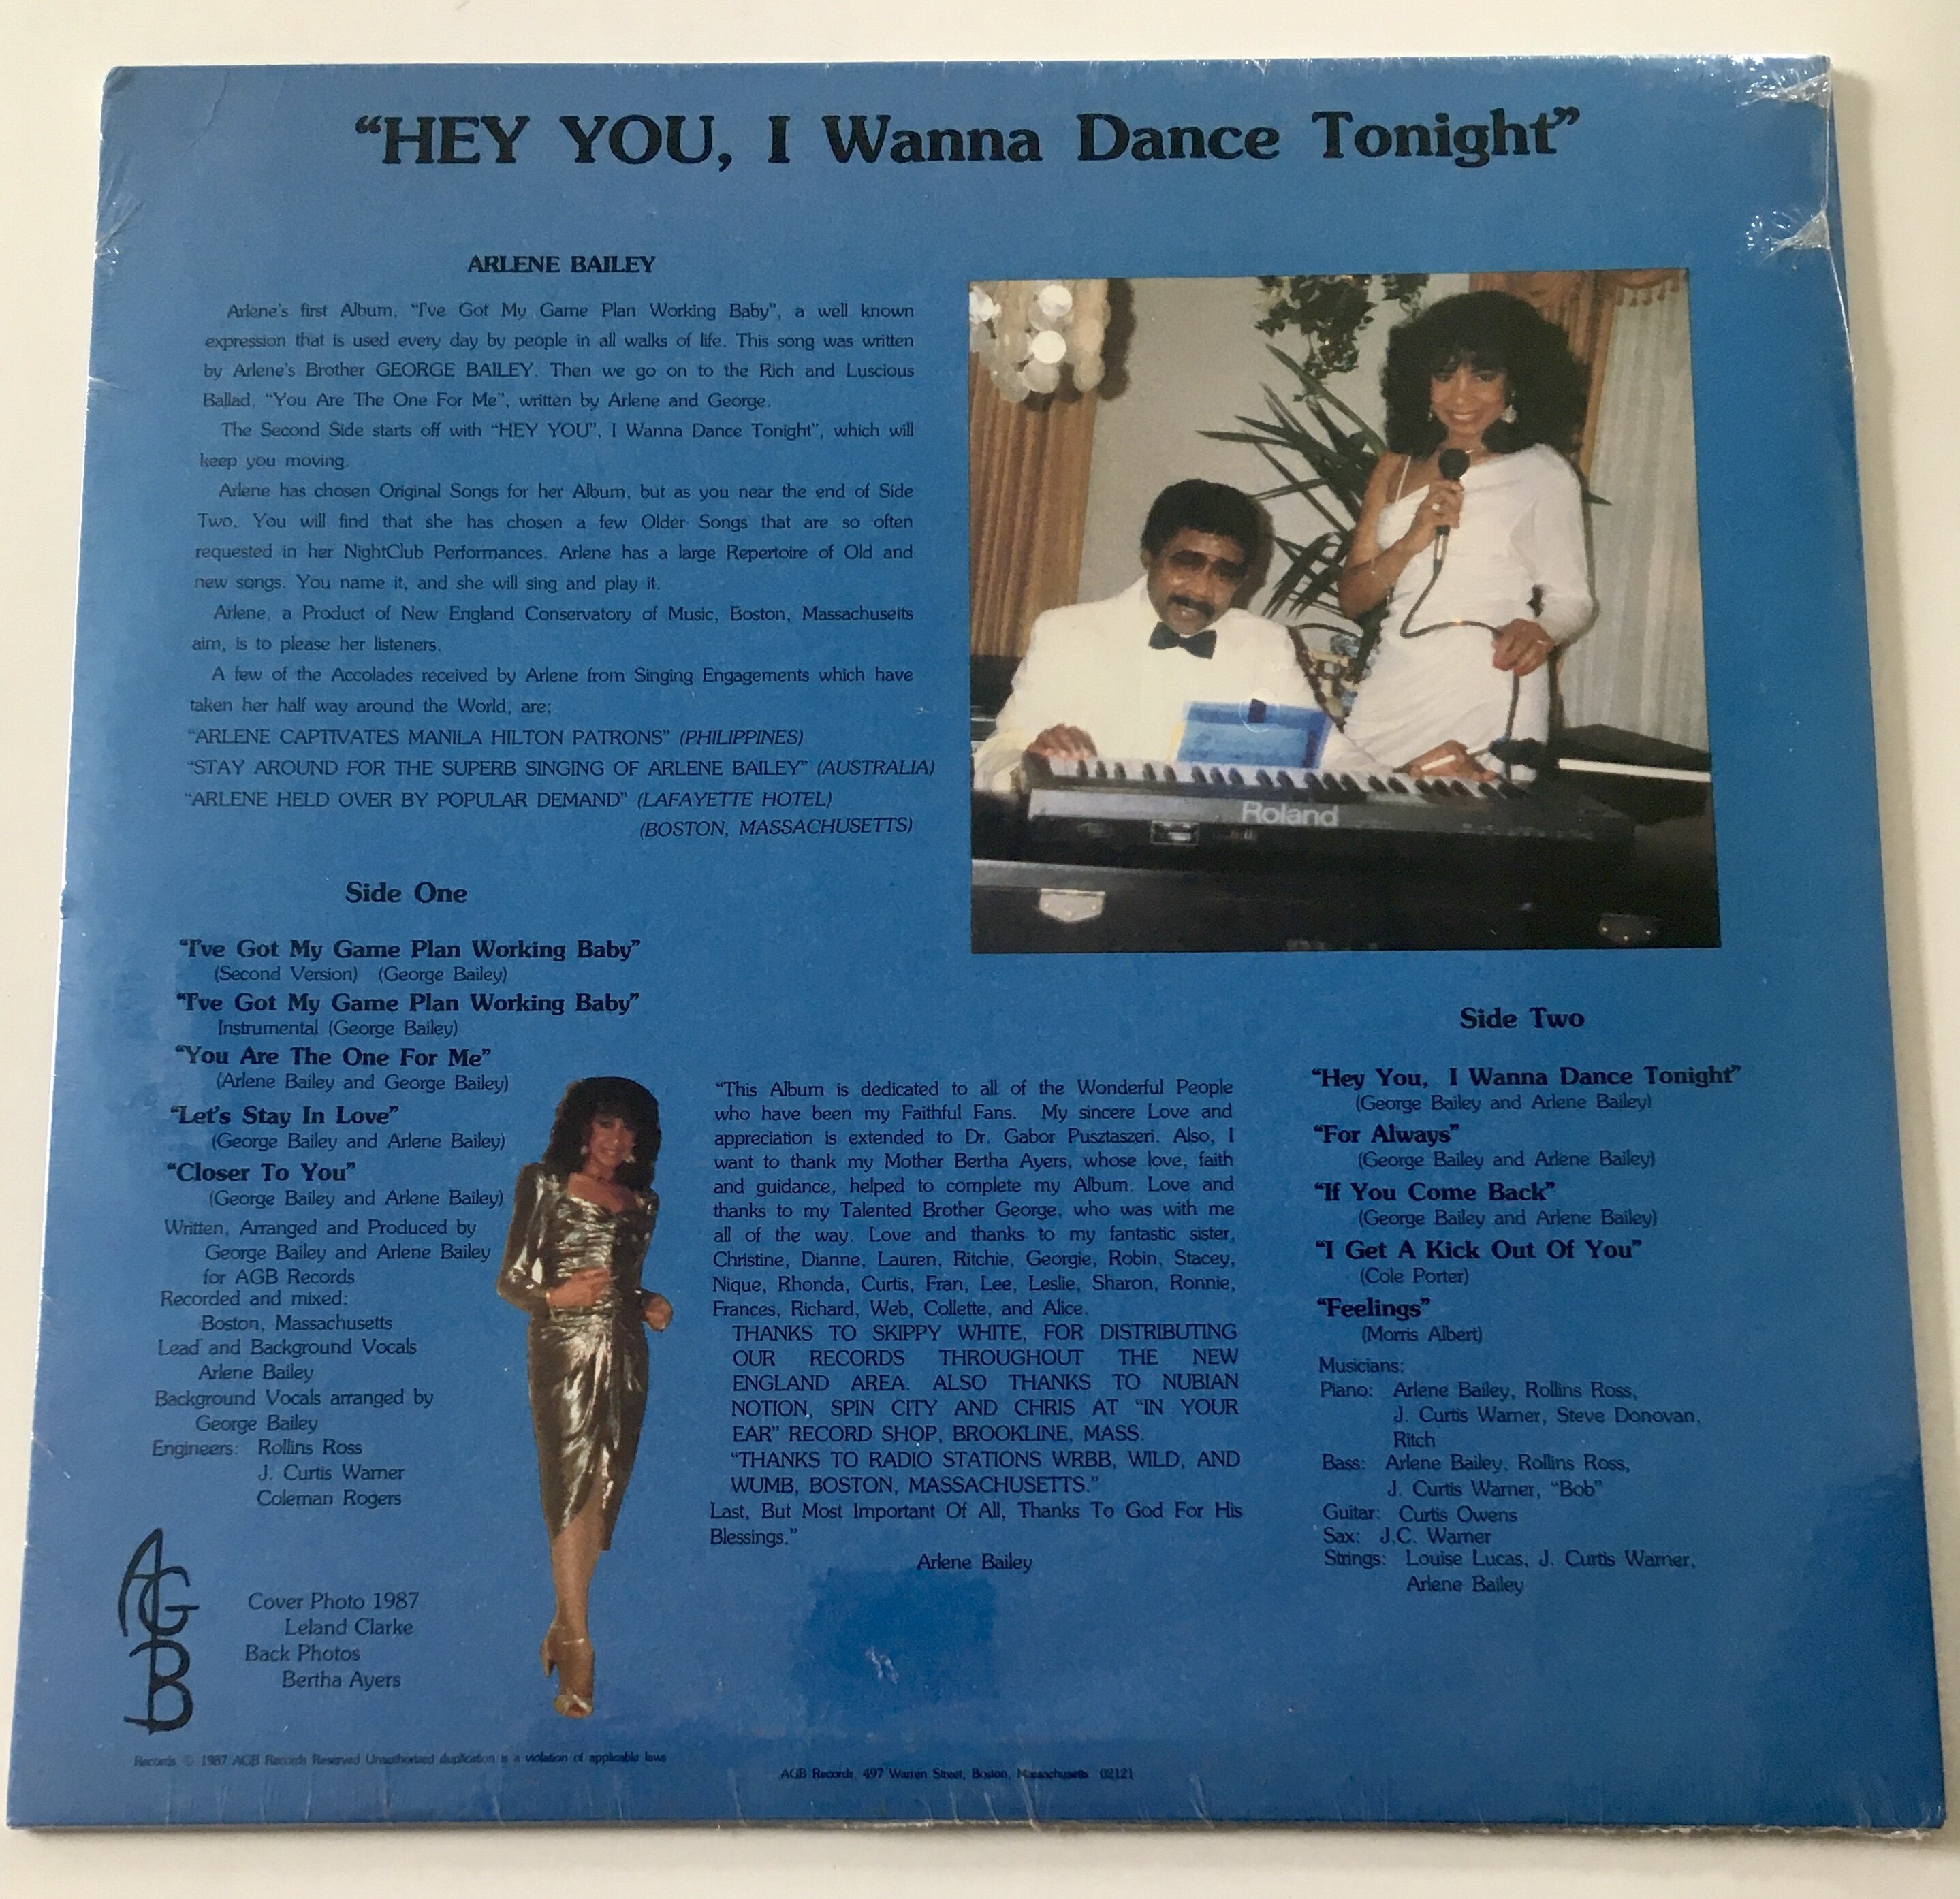 “HEY YOU, I Wanna Dance Tonight”
ARLENE BAILEY
Arlene's first Album, “I've Got My Game Plan Working Baby”, a well known
expression that is used every day by people in all walks of life. This song was written
by Arlene's Brother GEORGE BAILEY. Then we go on to the Rich and Luscious
Ballad, “You Are The One For Me”, written by Arlene and George.
The Second Side starts off with “HEY YOU”, I Wanna Dance Tonight”, which will
keep you moving.
Arlene has chosen Original Songs for her Album, but as you near the end of Side
Two, You will find that she has chosen a few Older Songs that are so often
requested in her NightClub Performances. Arlene has a large Repertoire of Old and
new songs. You name it, and she will sing and play it.
Arlene, a Product of New England Conservatory of Music, Boston, Massachusetts
aim, is to please her listeners.
A few of the Accolades received by Arlene from Singing Engagements which have
taken her half way around the World, are;
“ARLENE CAPTIVATES MANILA HILTON PATRONS” (PHILIPPINES)
“STAY AROUND FOR THE SUPERB SINGING OF ARLENE BAILEY” (AUSTRALIA)
“ARLENE HELD OVER BY POPULAR DEMAND” (LAFAYETTE HOTEL)
(BOSTON, MASSACHUSETTS)
Roland
Side One
“I've Got My Game Plan Working Baby”
(Second Version) (George Bailey)
“I've Got My Game Plan Working Baby”
Instrumental (George Bailey)
“You Are The One For Me”
(Arlene Bailey and George Bailey)
“Let's Stay In Love”
(George Bailey and Arlene Bailey)
“Closer To You”
(George Bailey and Arlene Bailey)
Written, Arranged and Produced by
George Bailey and Arlene Bailey
for AGB Records
Recorded and mixed:
Boston, Massachusetts
Lead and Background Vocals
Arlene Bailey
Background Vocals arranged by
George Bailey
Engineers: Rollins Ross
J. Curtis Warner
Coleman Rogers
AGB
Cover Photo 1987
Leland Clarke
Back Photos
Bertha Ayers
“This Album is dedicated to all of the Wonderful People
who have been my Faithful Fans. My sincere Love and
appreciation is extended to Dr. Gabor Pusztaszeri. Also, I
want to thank my Mother Bertha Ayers, whose love, faith
and guidance, helped to complete my Album. Love and
thanks to my Talented Brother George, who was with me
all of the way. Love and thanks to my fantastic sister,
Christine, Dianne, Lauren, Ritchie, Georgie, Robin, Stacey,
Nique, Rhonda, Curtis, Fran, Lee, Leslie, Sharon, Ronnie,
Frances, Richard, Web, Collette, and Alice.
THANKS TO SKIPPY WHITE, FOR DISTRIBUTING
OUR RECORDS THROUGHOUT THE NEW
ENGLAND AREA. ALSO THANKS TO NUBIAN
NOTION, SPIN CITY AND CHRIS AT “IN YOUR
EAR” RECORD SHOP, BROOKLINE, MASS.
“THANKS TO RADIO STATIONS WRBB, WILD, AND
WUMB, BOSTON, MASSACHUSETTS.”
Last, But Most Important Of All, Thanks To God For His
Blessings.”
Arlene Bailey
Side Two
“Hey You, I Wanna Dance Tonight”
(George Bailey and Arlene Bailey)
“For Always”
(George Bailey and Arlene Bailey)
“If You Come Back”
(George Bailey and Arlene Bailey)
“I Get A Kick Out Of You”
(Cole Porter)
“Feelings”
(Morris Albert)
Musicians:
Piano: Arlene Bailey, Rollins Ross,
J. Curtis Warner, Steve Donovan,
Ritch
Bass: Arlene Bailey, Rollins Ross,
J. Curtis Warner, “Bob”
Guitar: Curtis Owens
Sax: J.C. Warner
Strings: Louise Lucas, J. Curtis Warner,
Arlene Bailey
Records © 1987 AGB Records Reserved Unauthorized duplication is a violation of applicable laws
AGB Records, 497 Warren Street, Boston, Massachusetts 02121